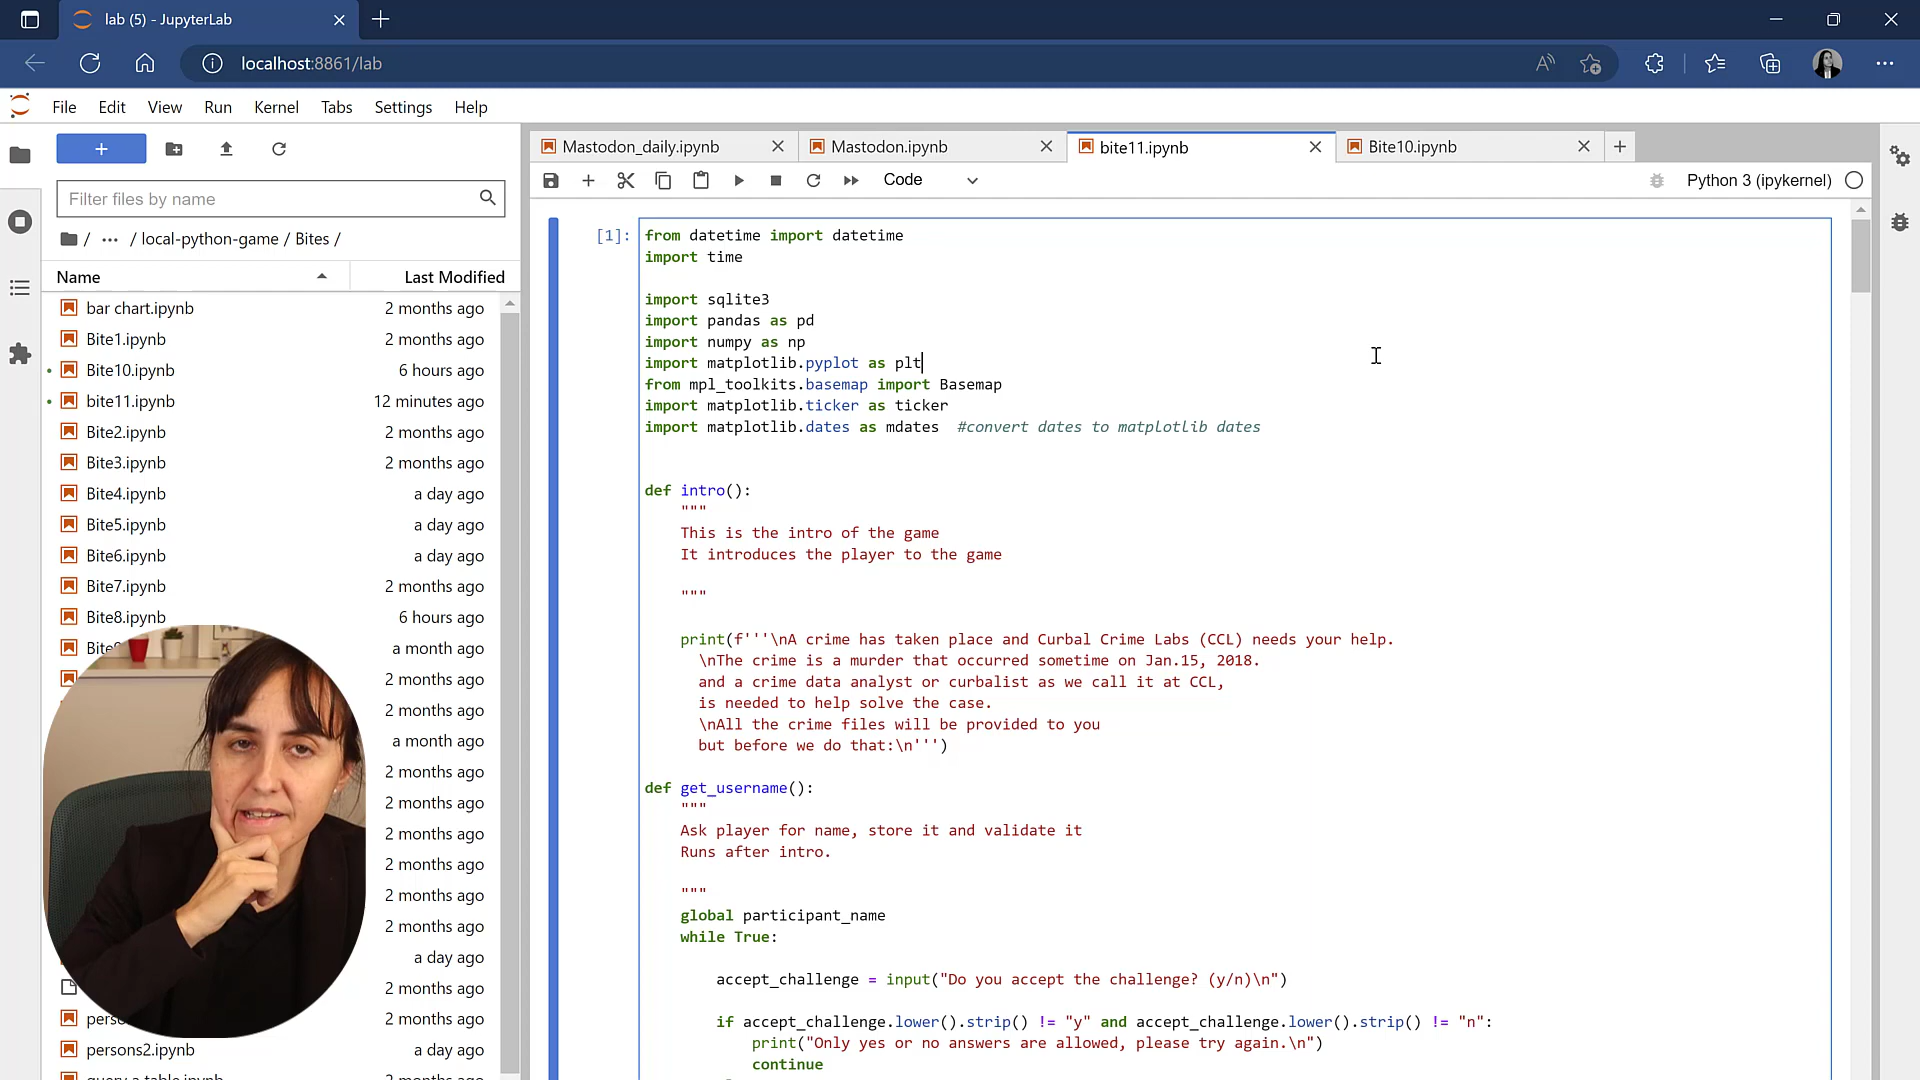 lab (5) - JupyterLab
localhost:8861/lab
File Edit View Run Kernel Tabs Settings Help
Filter files by name
/ ··· / local-python-game / Bites /
Name Last Modified
bar chart.ipynb 2 months ago
Bite1.ipynb 2 months ago
Bite10.ipynb 6 hours ago
bite11.ipynb 12 minutes ago
Bite2.ipynb 2 months ago
Bite3.ipynb 2 months ago
Bite4.ipynb a day ago
Bite5.ipynb a day ago
Bite6.ipynb a day ago
Bite7.ipynb 2 months ago
Bite8.ipynb 6 hours ago
a month ago
2 months ago
2 months ago
a month ago
2 months ago
2 months ago
2 months ago
2 months ago
2 months ago
2 months ago
a day ago
2 months ago
2 months ago
persons2.ipynb a day ago
Mastodon_daily.ipynb Mastodon.ipynb bite11.ipynb Bite10.ipynb
Code Python 3 (ipykernel)
[1]: from datetime import datetime
import time
import sqlite3
import pandas as pd
import numpy as np
import matplotlib.pyplot as plt
from mpl_toolkits.basemap import Basemap
import matplotlib.ticker as ticker
import matplotlib.dates as mdates #convert dates to matplotlib dates
def intro():
"""
This is the intro of the game
It introduces the player to the game
"""
print(f'''\nA crime has taken place and Curbal Crime Labs (CCL) needs your help.
\nThe crime is a murder that occurred sometime on Jan.15, 2018.
and a crime data analyst or curbalist as we call it at CCL,
is needed to help solve the case.
\nAll the crime files will be provided to you
but before we do that:\n''')
def get_username():
"""
Ask player for name, store it and validate it
Runs after intro.
"""
global participant_name
while True:
accept_challenge = input("Do you accept the challenge? (y/n)\n")
if accept_challenge.lower().strip() != "y" and accept_challenge.lower().strip() != "n":
print("Only yes or no answers are allowed, please try again.\n")
continue